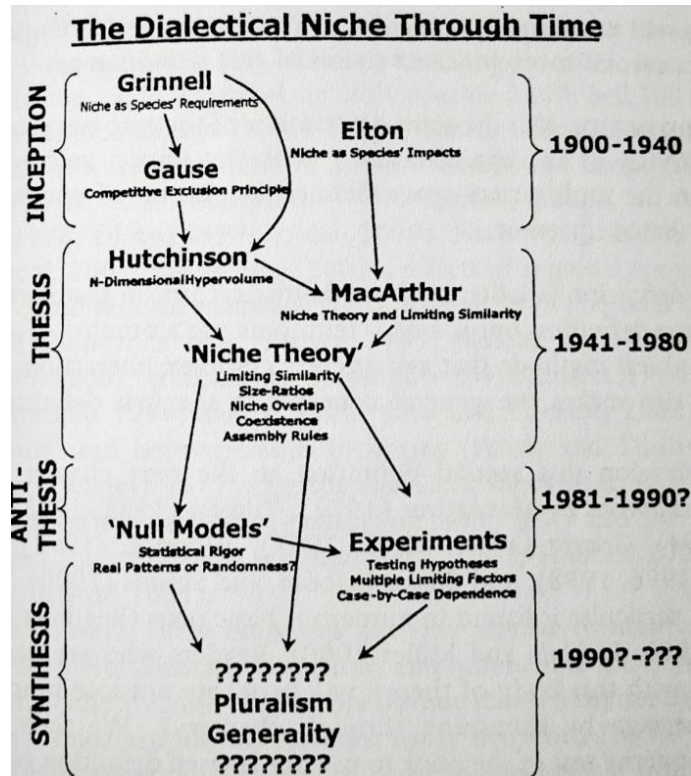 The Dialectical Niche Through Time
INCEPTION
Grinnell
Niche as Species' Requirements
Elton
Niche as Species' Impacts
Gause
Competitive Exclusion Principle
1900-1940
THESIS
Hutchinson
N-DimensionalHypervolume
MacArthur
Niche Theory and Limiting Similarity
'Niche Theory'
Limiting Similarity
Size-Ratios
Niche Overlap
Coexistence
Assembly Rules
1941-1980
ANTI-
THESIS
'Null Models'
Statistical Rigor
Real Patterns or Randomness?
Experiments
Testing Hypotheses
Multiple Limiting Factors
Case-by-Case Dependence
1981-1990?
SYNTHESIS
????????
Pluralism
Generality
????????
1990?-???